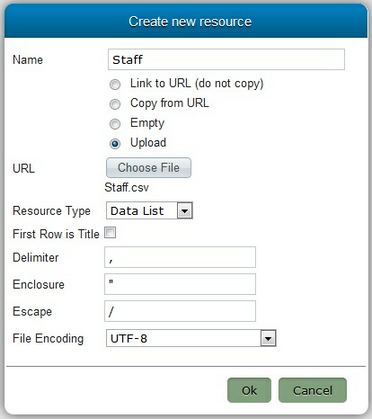 Create new resource
Name Staff
Link to URL (do not copy)
Copy from URL
Empty
Upload
URL Choose File
Staff.csv
Resource Type Data List
First Row is Title
Delimiter ,
Enclosure "
Escape /
File Encoding UTF-8
Ok Cancel